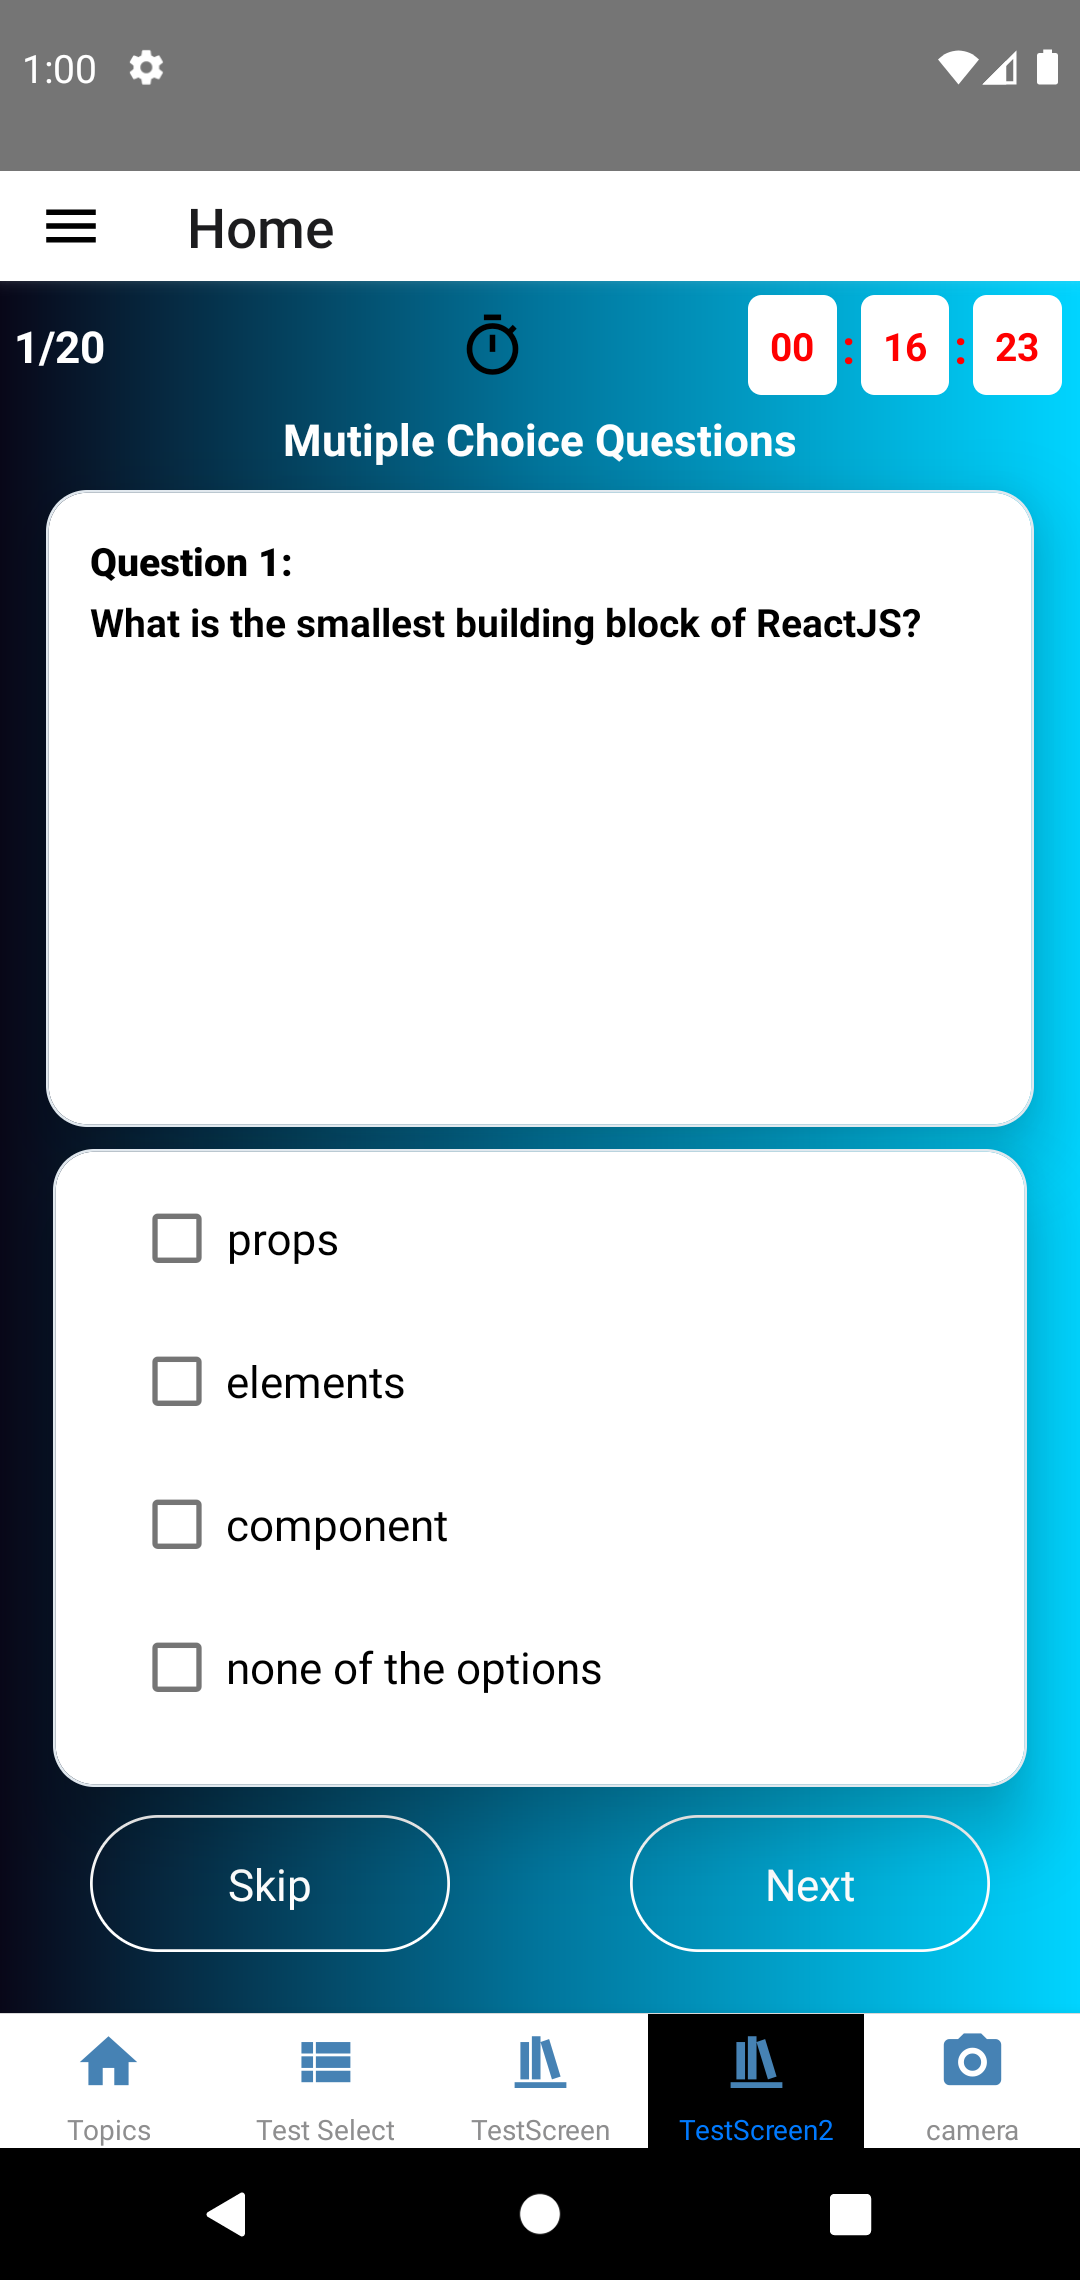 1:00
Home
1/20
00 : 16 : 23
Mutiple Choice Questions
Question 1:
What is the smallest building block of ReactJS?
props
elements
component
none of the options
Skip
Next
Topics
Test Select
TestScreen
TestScreen2
camera